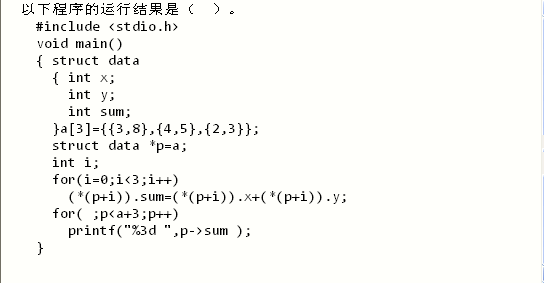 以下程序的运行结果是（  ）。
#include <stdio.h>
void main()
{ struct data
{ int x;
int y;
int sum;
}a[3]={{3,8},{4,5},{2,3}};
struct data *p=a;
int i;
for(i=0;i<3;i++)
(*(p+i)).sum=(*(p+i)).x+(*(p+i)).y;
for( ;p<a+3;p++)
printf("%3d ",p->sum );
}